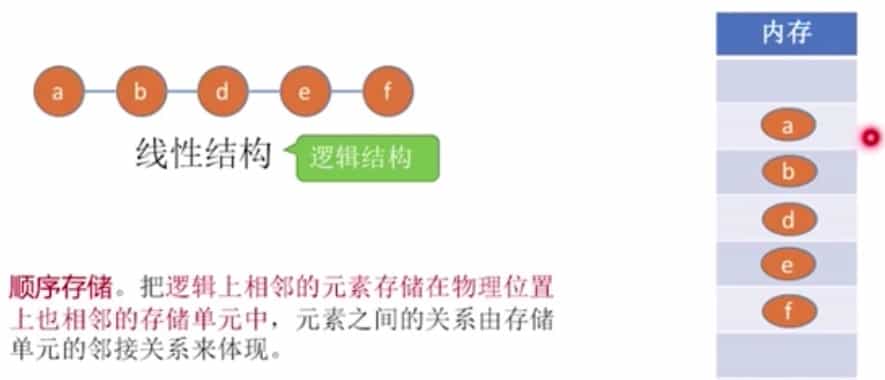 a b d e f
线性结构
逻辑结构
顺序存储。把逻辑上相邻的元素存储在物理位置
上也相邻的存储单元中，元素之间的关系由存储
单元的邻接关系来体现。
内存
a
b
d
e
f